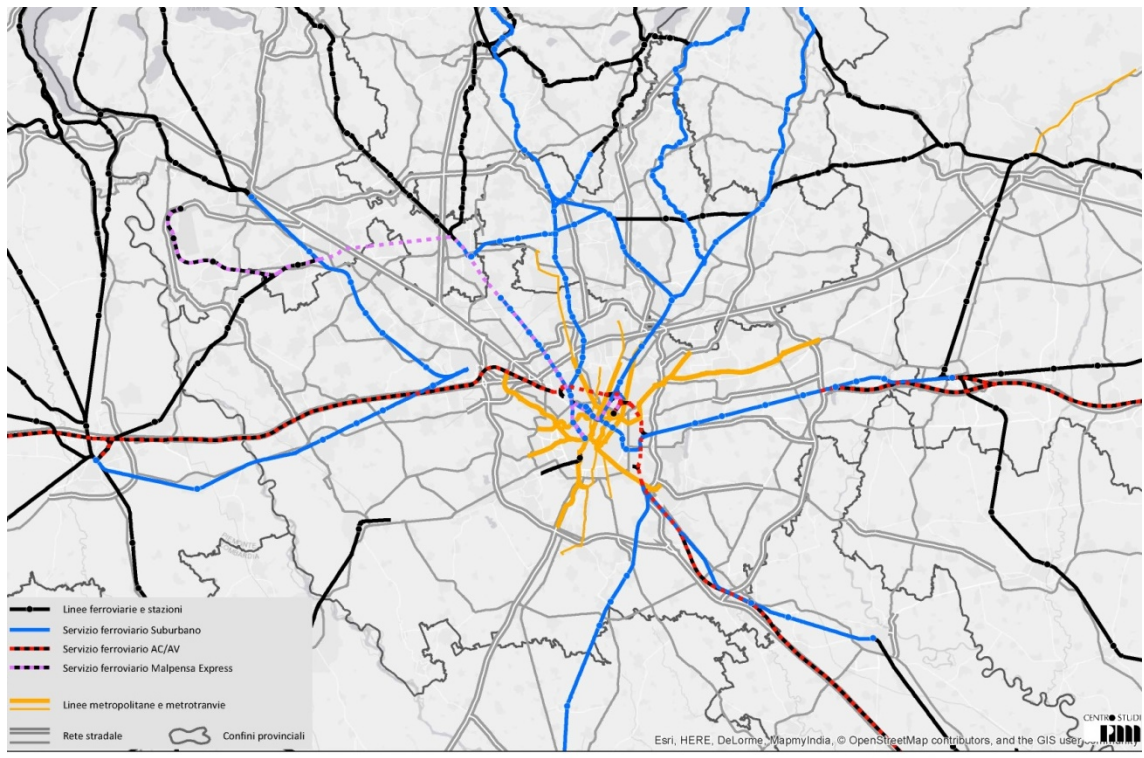 Linee ferroviarie e stazioni
Servizio ferroviario Suburbano
Servizio ferroviario AC/AV
Servizio ferroviario Malpensa Express
Linee metropolitane e metrotranvie
Rete stradale
Confini provinciali
CENTRO STUDI
PIM
Esri, HERE, DeLorme, MapmyIndia, © OpenStreetMap contributors, and the GIS user community